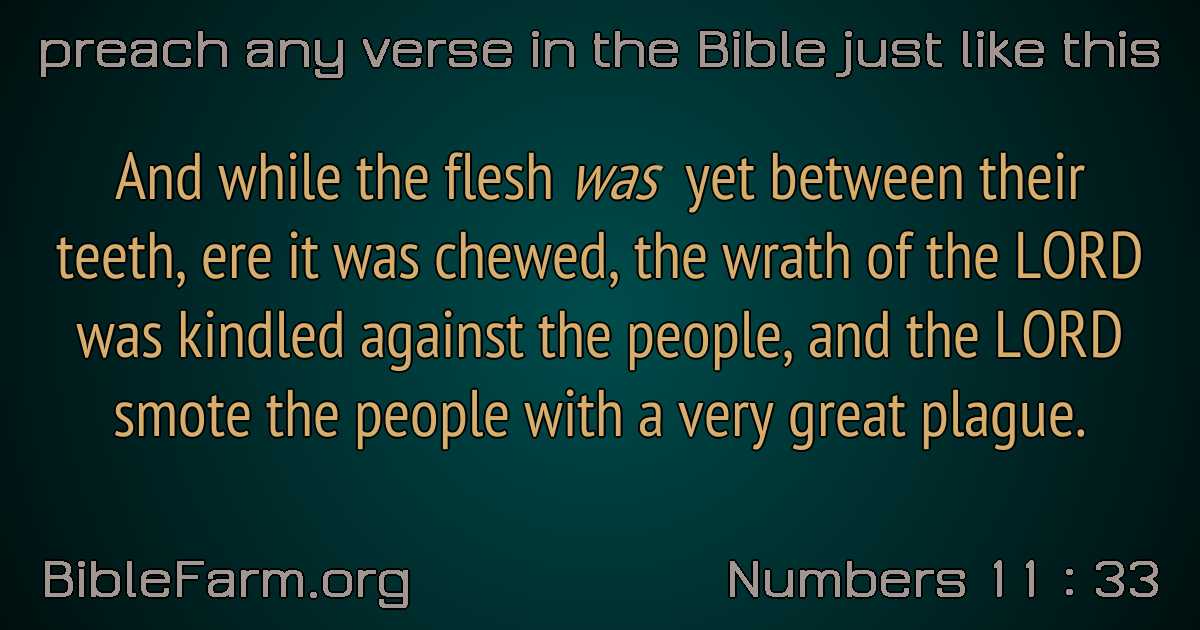 preach any verse in the Bible just like this
And while the flesh was yet between their
teeth, ere it was chewed, the wrath of the LORD
was kindled against the people, and the LORD
smote the people with a very great plague.
BibleFarm.org
Numbers 11 : 33